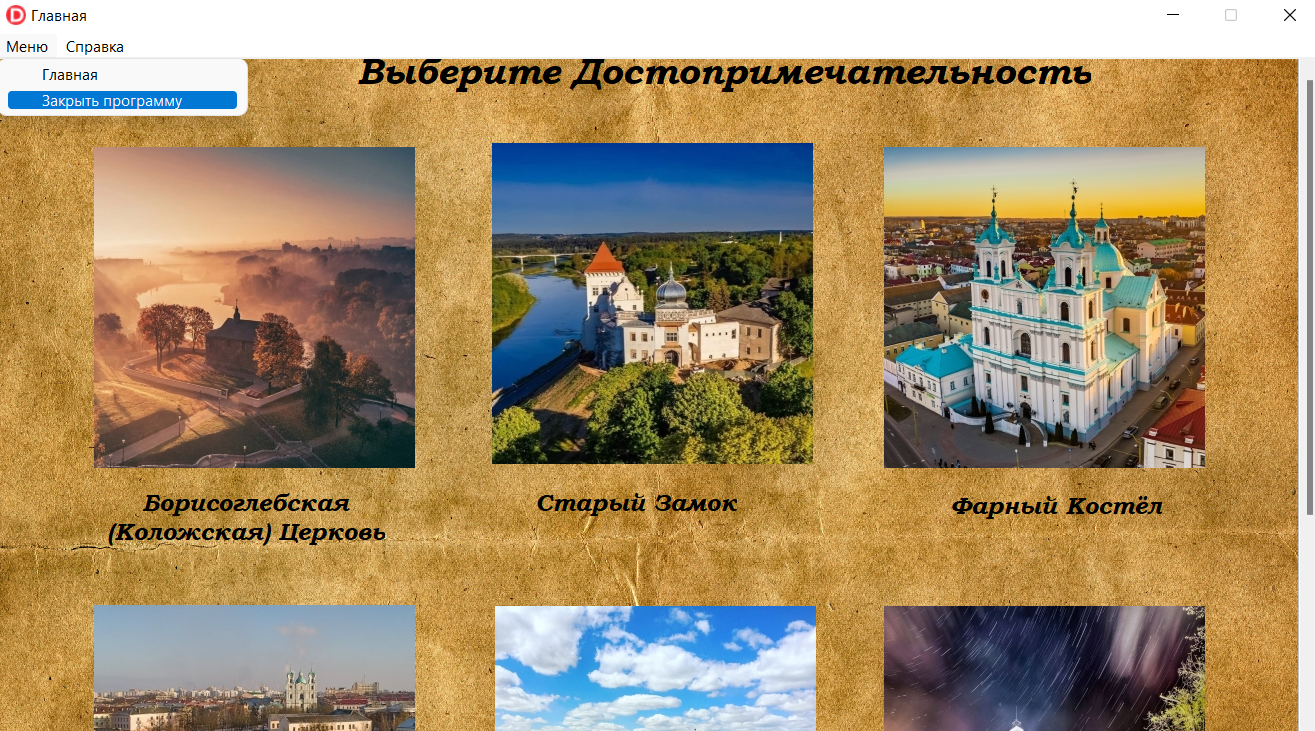 Главная
Меню Справка
Главная
Закрыть программу
Выберите Достопримечательность
Борисоглебская
(Коложская) Церковь
Старый Замок
Фарный Костёл